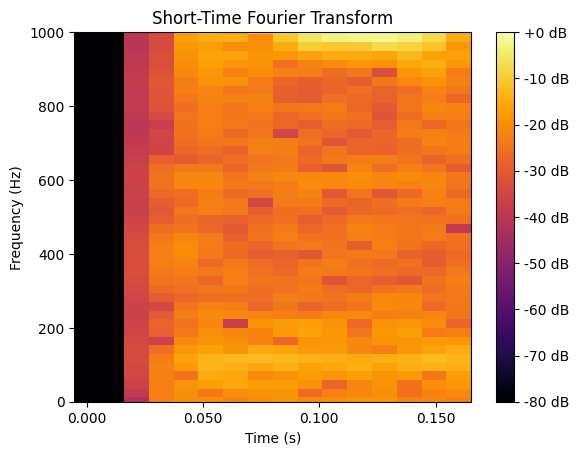 Short-Time Fourier Transform
1000
800
600
400
200
0
Frequency (Hz)
0.000
0.050
0.100
0.150
Time (s)
+0 dB
-10 dB
-20 dB
-30 dB
-40 dB
-50 dB
-60 dB
-70 dB
-80 dB